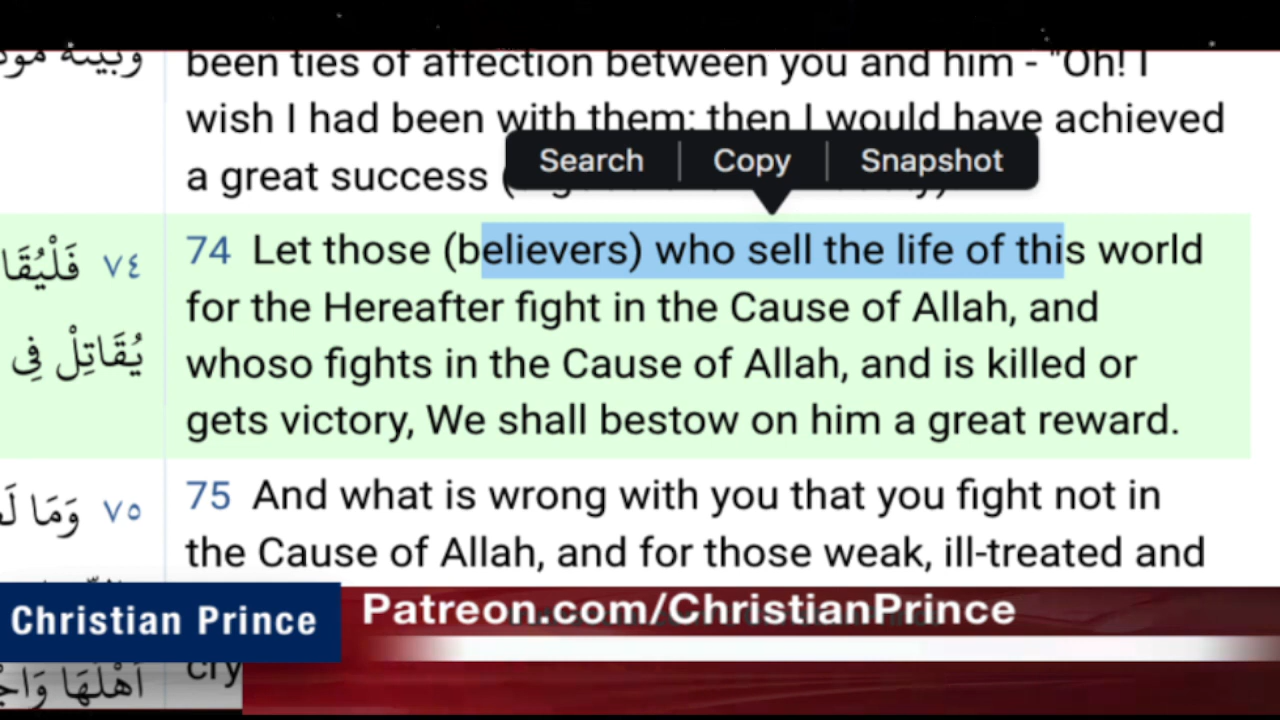 been ties of affection between you and him - "Oh! I
wish I had been with them; then I would have achieved
a great success (
Search
Copy
Snapshot
74 Let those (believers) who sell the life of this world
for the Hereafter fight in the Cause of Allah, and
whoso fights in the Cause of Allah, and is killed or
gets victory, We shall bestow on him a great reward.
٧٤ فَلْيُقَا
يُقَاتِلْ فِى
75 And what is wrong with you that you fight not in
the Cause of Allah, and for those weak, ill-treated and
٧٥ وَمَا لَ
Christian Prince
Patreon.com/ChristianPrince
cry